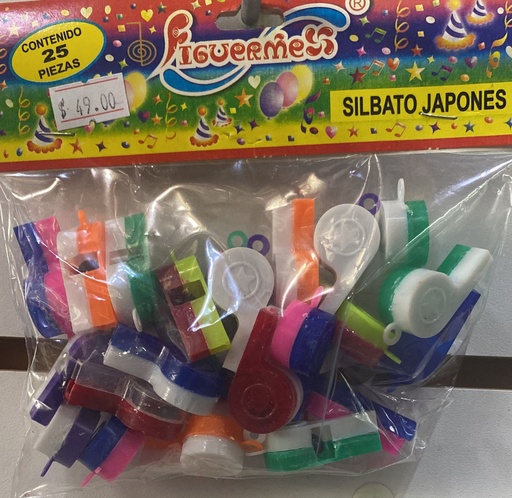 CONTENIDO
25
PIEZAS
FIGUERMEX ®
$ 49.00
SILBATO JAPONES